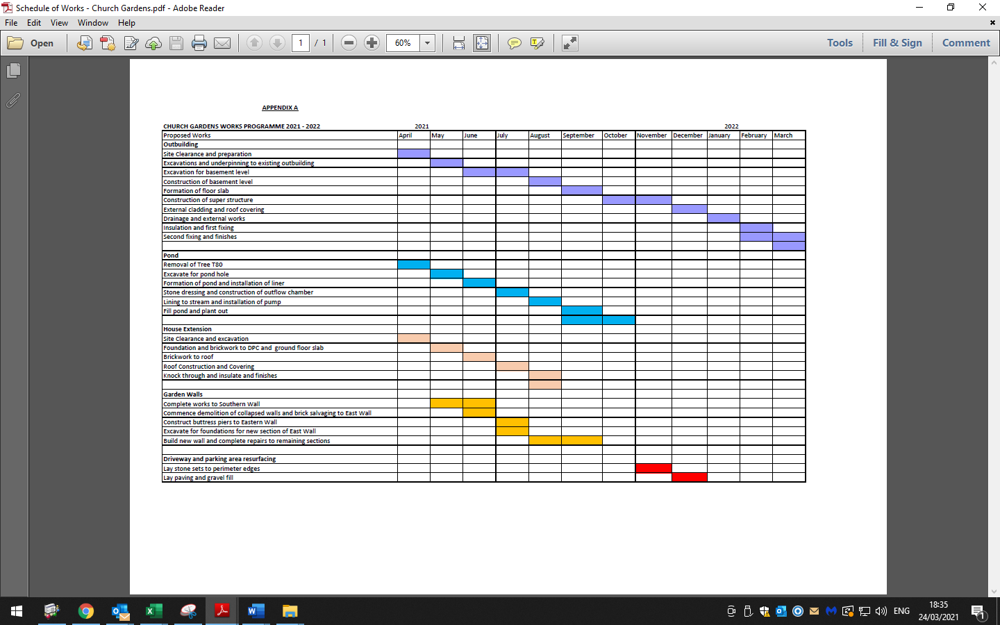 Schedule of Works - Church Gardens.pdf - Adobe Reader
File Edit View Window Help
Open 1 / 1 60% Tools Fill & Sign Comment
APPENDIX A
CHURCH GARDENS WORKS PROGRAMME 2021 - 2022 2021 2022
Proposed Works April May June July August September October November December January February March
Outbuilding
Site Clearance and preparation
Excavations and underpinning to existing outbuilding
Excavation for basement level
Construction of basement level
Formation of floor slab
Construction of super structure
External cladding and roof covering
Drainage and external works
Insulation and first fixing
Second fixing and finishes
Pond
Removal of Tree T80
Excavate for pond hole
Formation of pond and installation of liner
Stone dressing and construction of outflow chamber
Lining to stream and installation of pump
Fill pond and plant out
House Extension
Site Clearance and excavation
Foundation and brickwork to DPC and ground floor slab
Brickwork to roof
Roof Construction and Covering
Knock through and insulate and finishes
Garden Walls
Complete works to Southern Wall
Commence demolition of collapsed walls and brick salvaging to East Wall
Construct buttress piers to Eastern Wall
Excavate for foundations for new section of East Wall
Build new wall and complete repairs to remaining sections
Driveway and parking area resurfacing
Lay stone sets to perimeter edges
Lay paving and gravel fill
ENG
18:35
24/03/2021
1